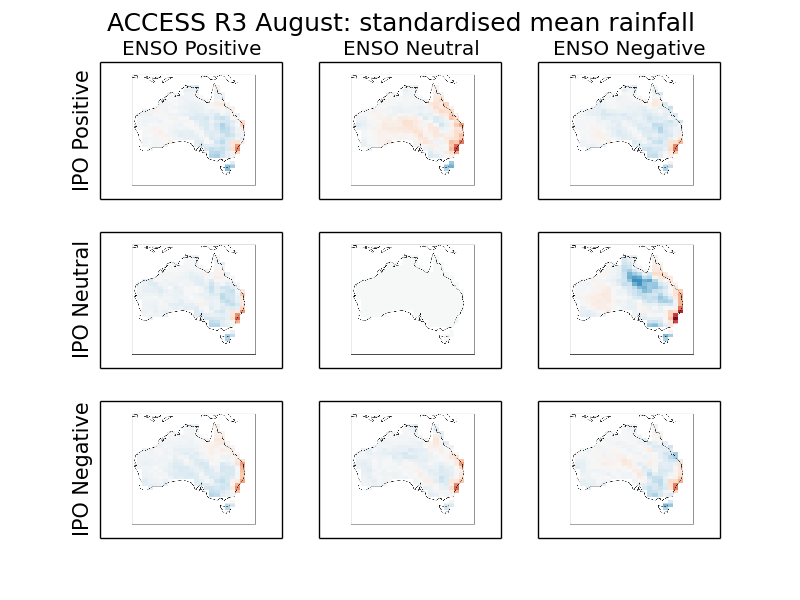 ACCESS R3 August: standardised mean rainfall
ENSO Positive
ENSO Neutral
ENSO Negative
IPO Positive
IPO Neutral
IPO Negative